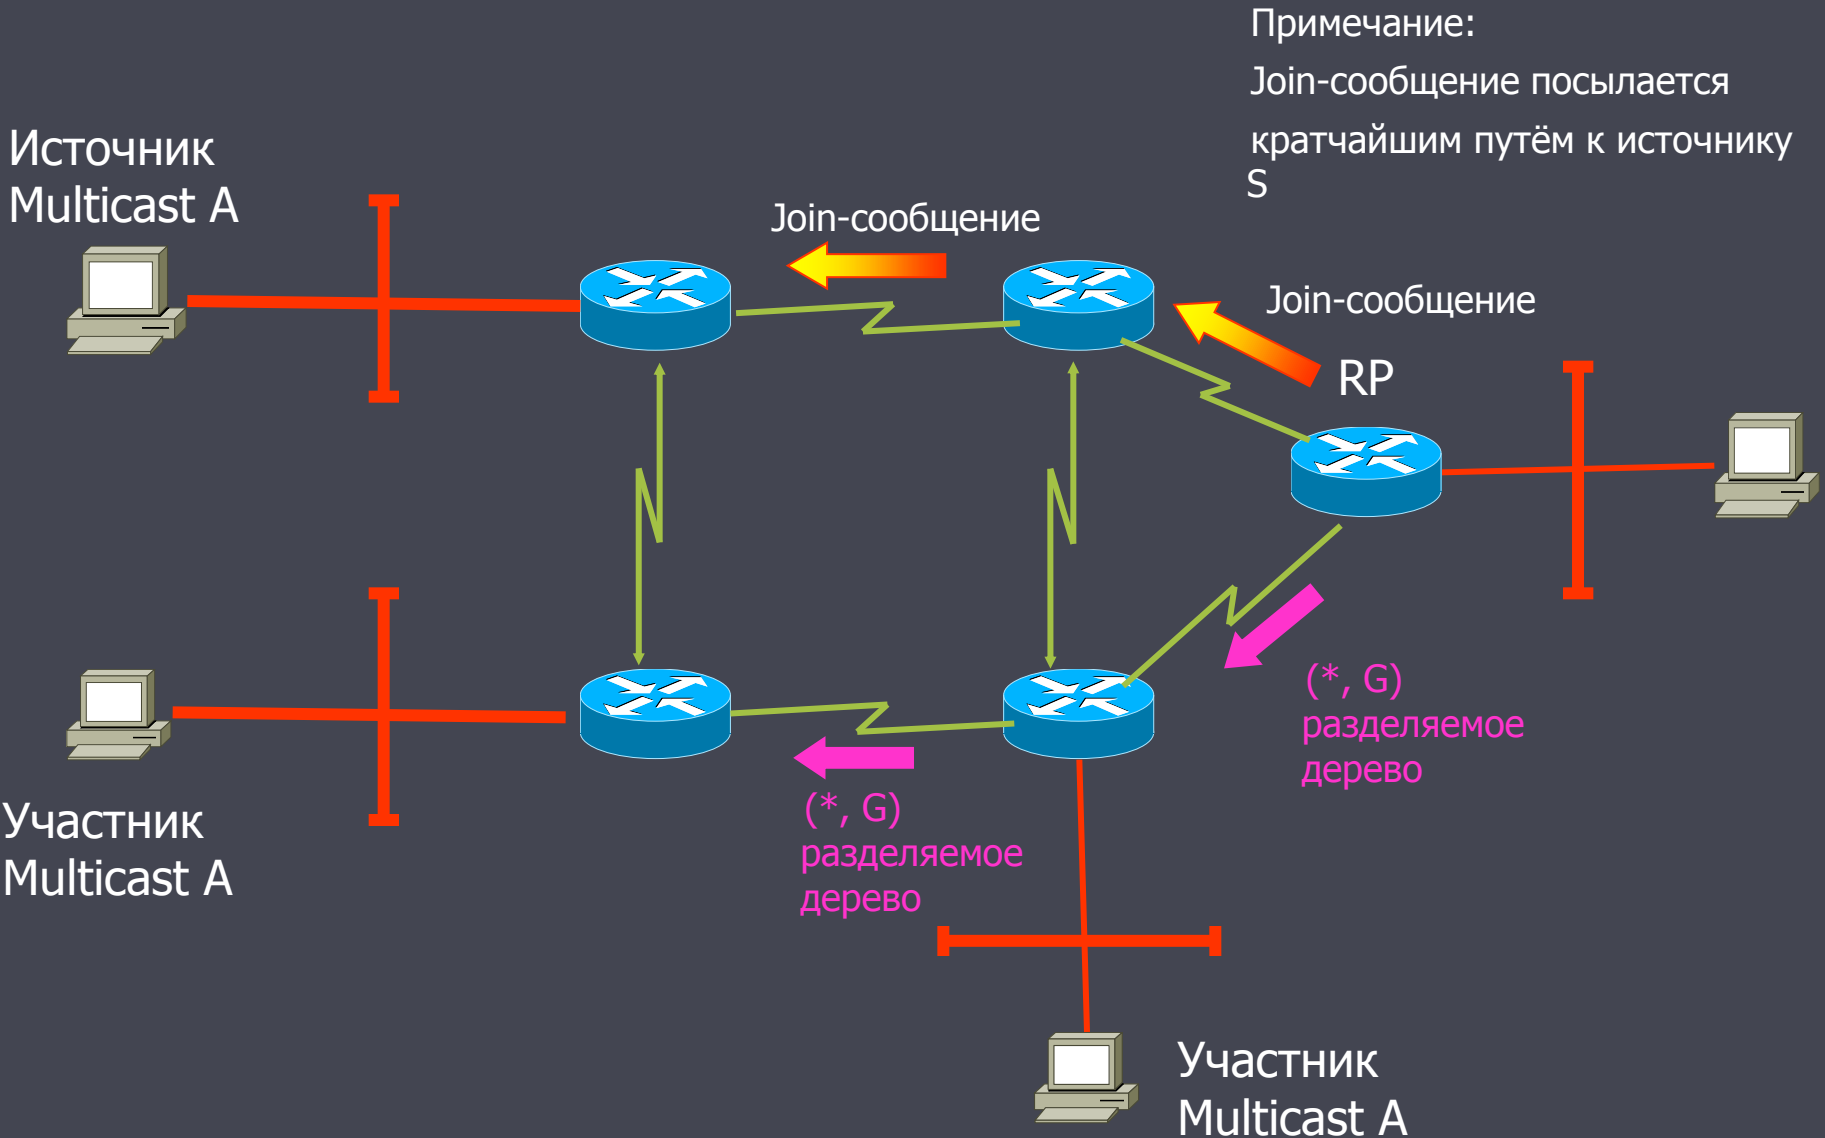 Примечание:
Join-сообщение посылается
кратчайшим путём к источнику
S
Источник
Multicast A
Join-сообщение
Join-сообщение
RP
(*, G)
разделяемое
дерево
(*, G)
разделяемое
дерево
Участник
Multicast A
Участник
Multicast A